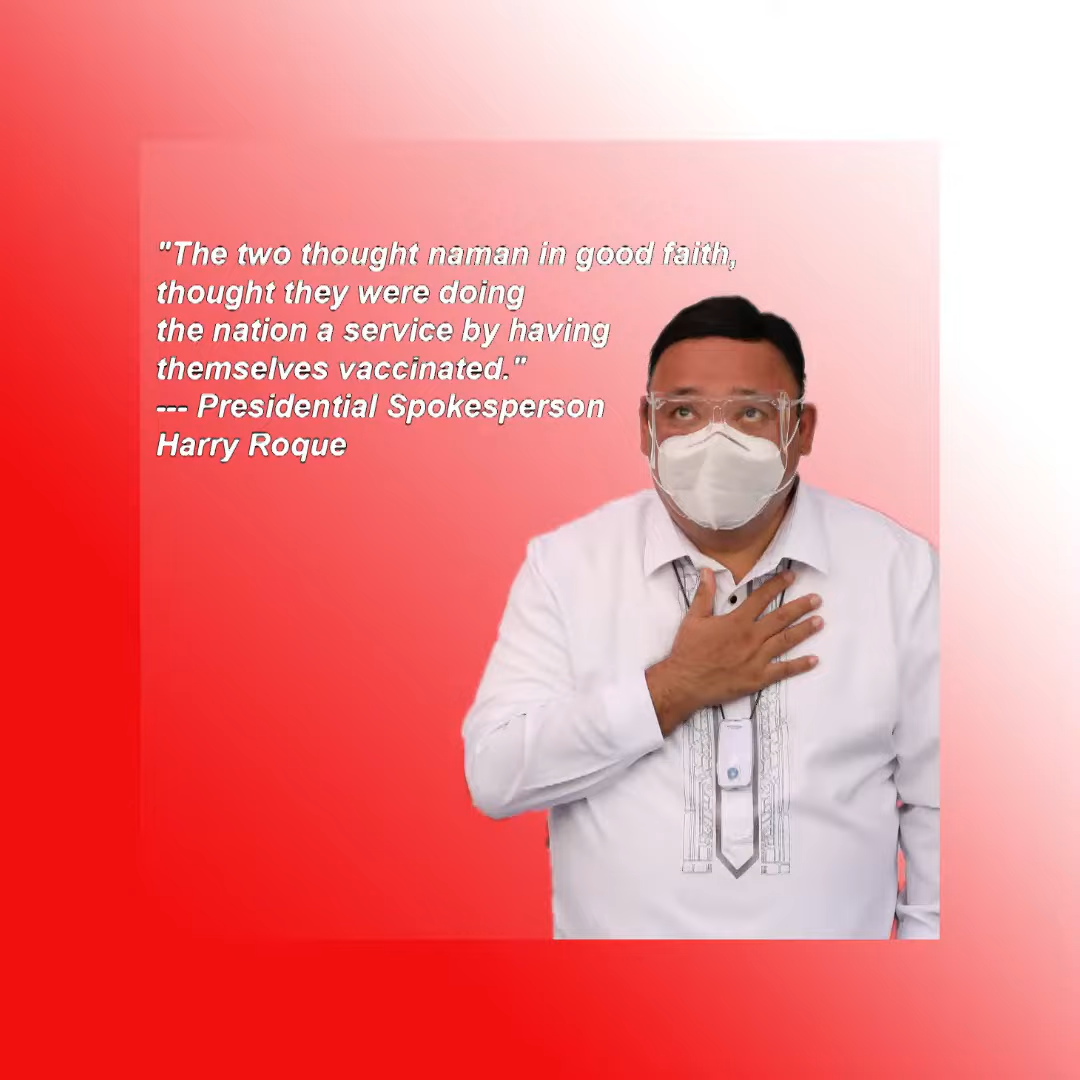 "The two thought naman in good faith,
thought they were doing
the nation a service by having
themselves vaccinated."
--- Presidential Spokesperson
Harry Roque